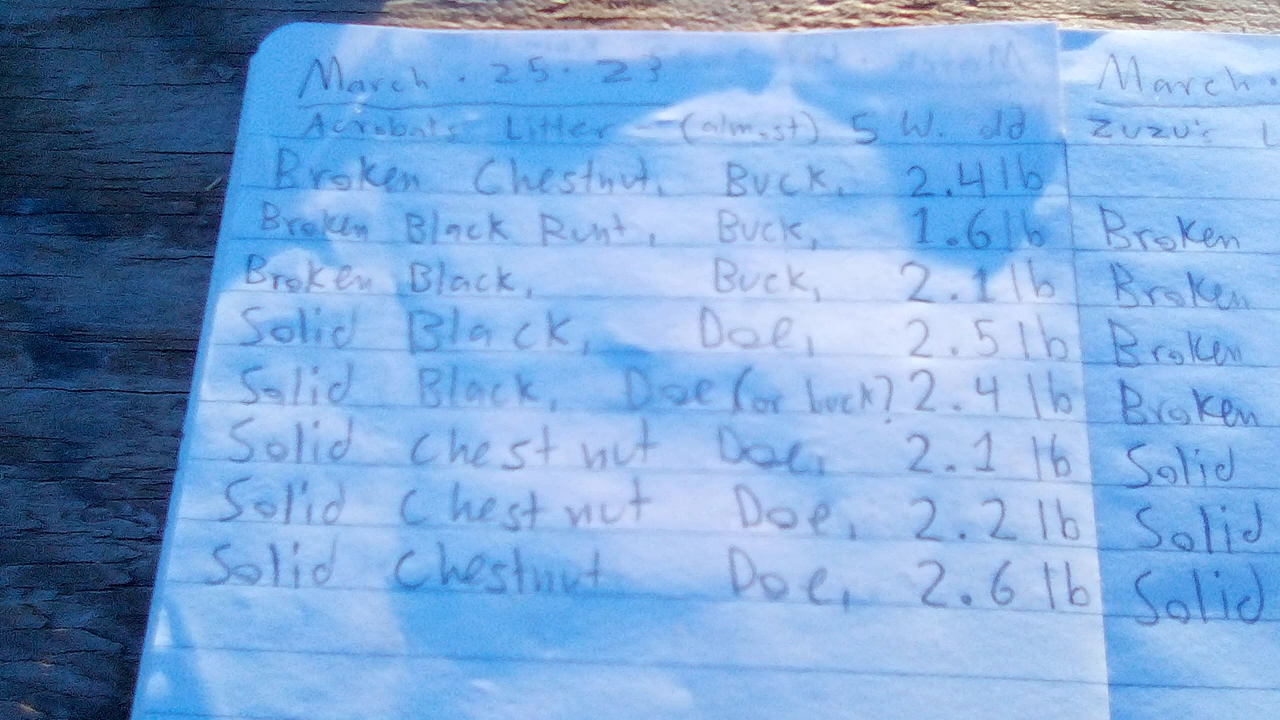 March . 25 . 23
Acrobats Litter - (almost) 5 W. old
Broken Chestnut, Buck, 2.4 lb
Broken Black Runt, Buck, 1.6 lb
Broken Black, Buck, 2.1 lb
Solid Black, Doe, 2.5 lb
Solid Black, Doe (or buck?) 2.4 lb
Solid Chestnut Doe, 2.1 lb
Solid Chestnut Doe, 2.2 lb
Solid Chestnut Doe, 2.6 lb
March .
Zuzu's L
Broken
Broken
Broken
Broken
Solid
Solid
Solid